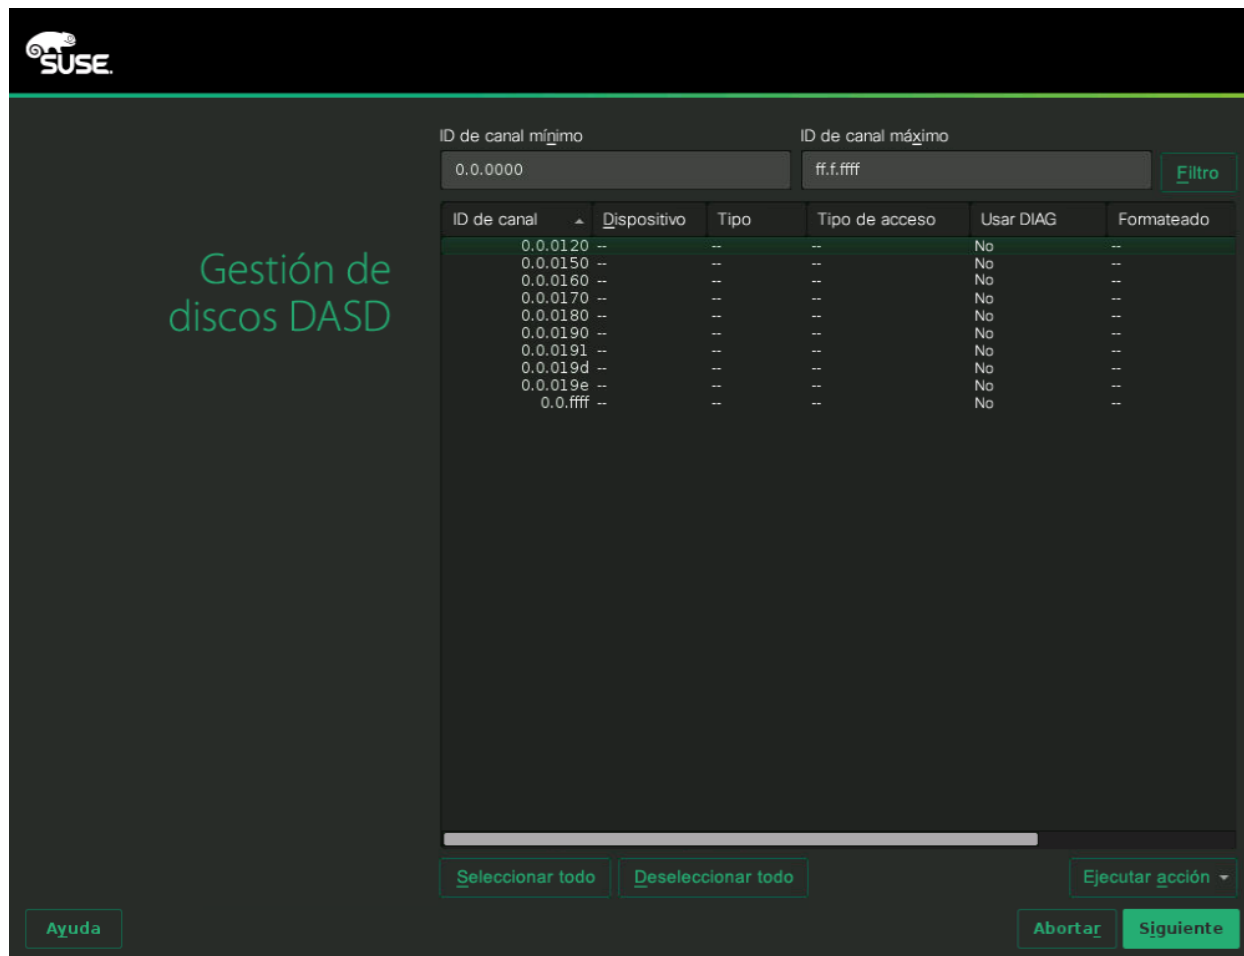 SUSE.
ID de canal mínimo ID de canal máximo
0.0.0000 ff.f.ffff Filtro
ID de canal Dispositivo Tipo Tipo de acceso Usar DIAG Formateado
0.0.0120 -- -- -- No --
0.0.0150 -- -- -- No --
0.0.0160 -- -- -- No --
0.0.0170 -- -- -- No --
0.0.0180 -- -- -- No --
0.0.0190 -- -- -- No --
0.0.0191 -- -- -- No --
0.0.019d -- -- -- No --
0.0.019e -- -- -- No --
0.0.ffff -- -- -- No --
Gestión de
discos DASD
Seleccionar todo Deseleccionar todo Ejecutar acción
Ayuda Abortar Siguiente